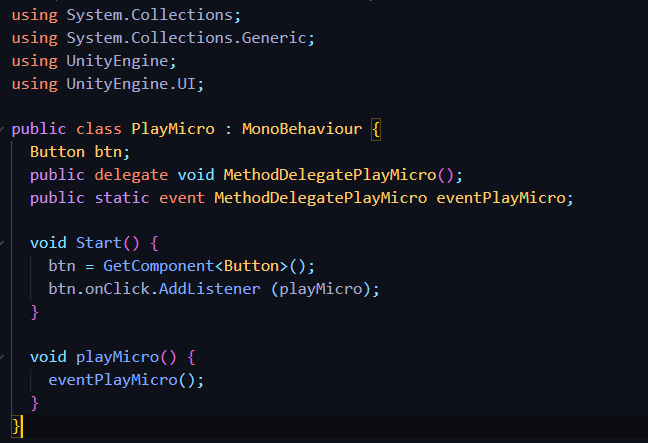 using System.Collections;
using System.Collections.Generic;
using UnityEngine;
using UnityEngine.UI;

public class PlayMicro : MonoBehaviour {
  Button btn;
  public delegate void MethodDelegatePlayMicro();
  public static event MethodDelegatePlayMicro eventPlayMicro;

  void Start() {
    btn = GetComponent<Button>();
    btn.onClick.AddListener (playMicro);
  }

  void playMicro() {
    eventPlayMicro();
  }
}